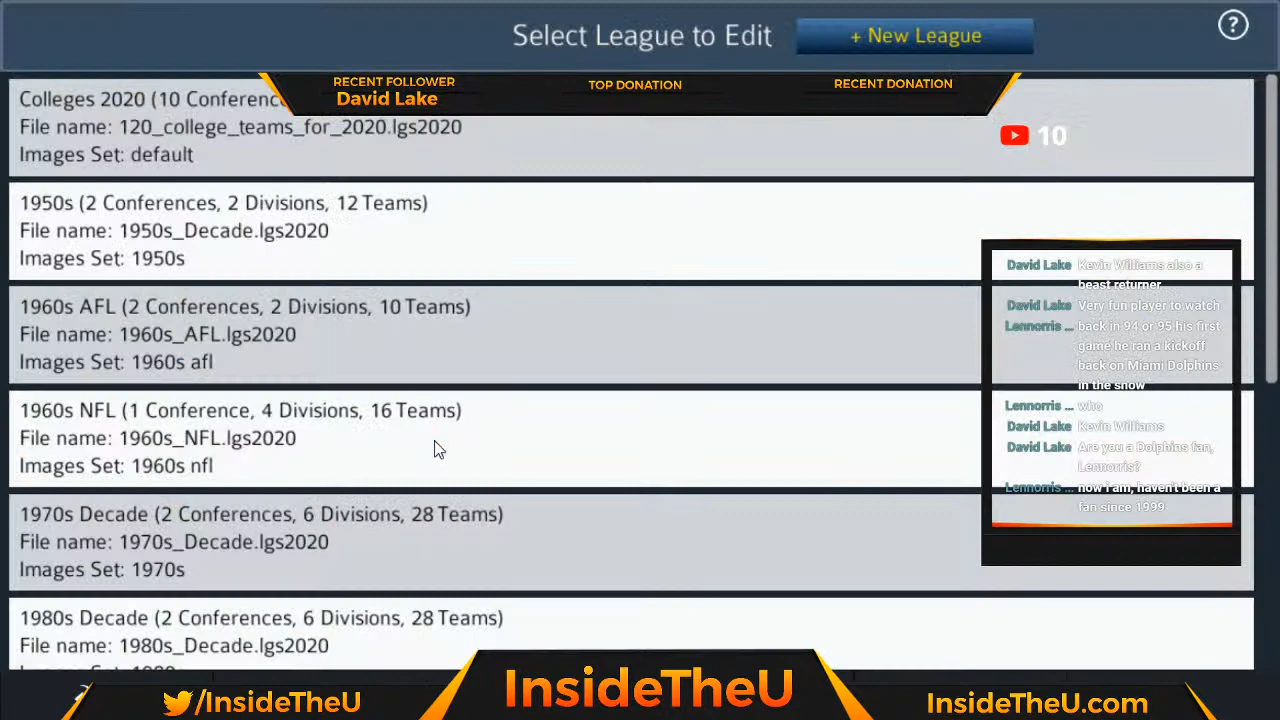 Select League to Edit
+ New League
?
RECENT FOLLOWER
David Lake
TOP DONATION
RECENT DONATION
Colleges 2020 (10 Conferenc
File name: 120_college_teams_for_2020.lgs2020
Images Set: default
10
1950s (2 Conferences, 2 Divisions, 12 Teams)
File name: 1950s_Decade.lgs2020
Images Set: 1950s
1960s AFL (2 Conferences, 2 Divisions, 10 Teams)
File name: 1960s_AFL.lgs2020
Images Set: 1960s afl
1960s NFL (1 Conference, 4 Divisions, 16 Teams)
File name: 1960s_NFL.lgs2020
Images Set: 1960s nfl
1970s Decade (2 Conferences, 6 Divisions, 28 Teams)
File name: 1970s_Decade.lgs2020
Images Set: 1970s
1980s Decade (2 Conferences, 6 Divisions, 28 Teams)
File name: 1980s_Decade.lgs2020
David Lake Kevin Williams also a
beast returner
David Lake Very fun player to watch
Lennorris ... back in 94 or 95 his first
game he ran a kickoff
back on Miami Dolphins
in the snow
Lennorris ... who
David Lake Kevin Williams
David Lake Are you a Dolphins fan,
Lennorris?
Lennorris ... now i am, haven't been a
fan since 1999
/InsideTheU
InsideTheU
InsideTheU.com